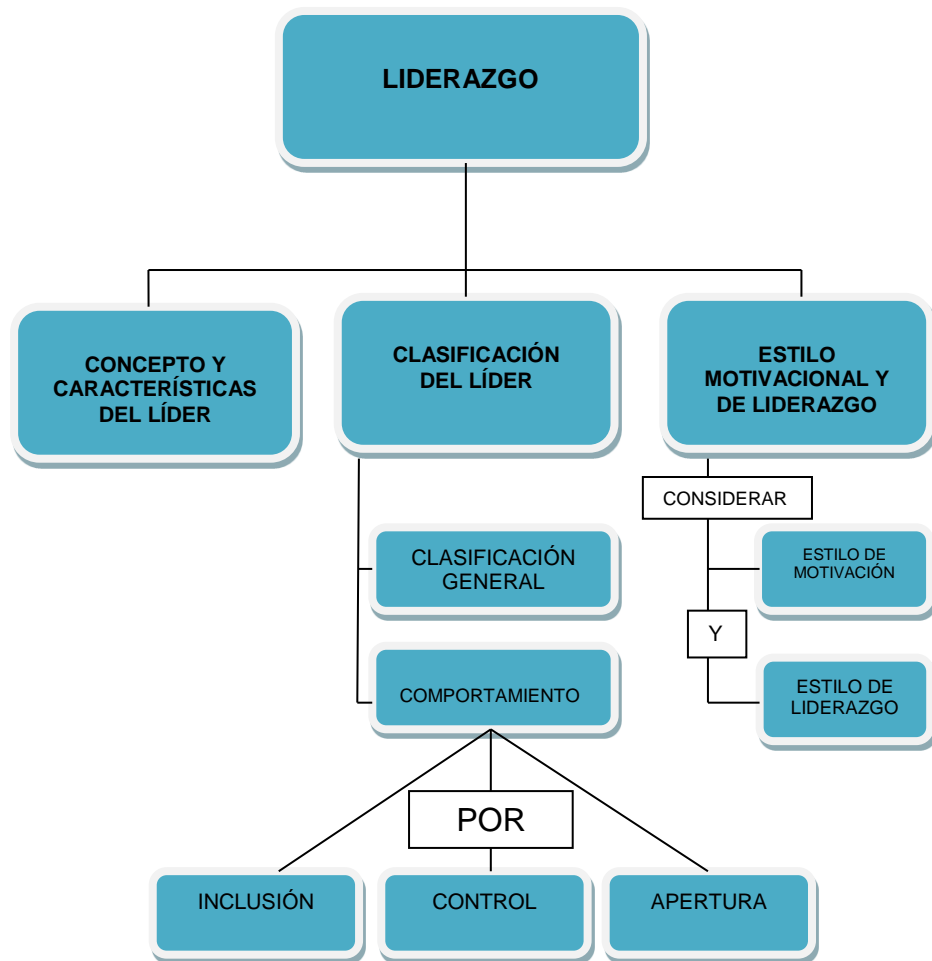 LIDERAZGO
CONCEPTO Y
CARACTERÍSTICAS
DEL LÍDER
CLASIFICACIÓN
DEL LÍDER
ESTILO
MOTIVACIONAL Y
DE LIDERAZGO
CONSIDERAR
CLASIFICACIÓN
GENERAL
ESTILO DE
MOTIVACIÓN
Y
COMPORTAMIENTO
ESTILO DE
LIDERAZGO
POR
INCLUSIÓN
CONTROL
APERTURA